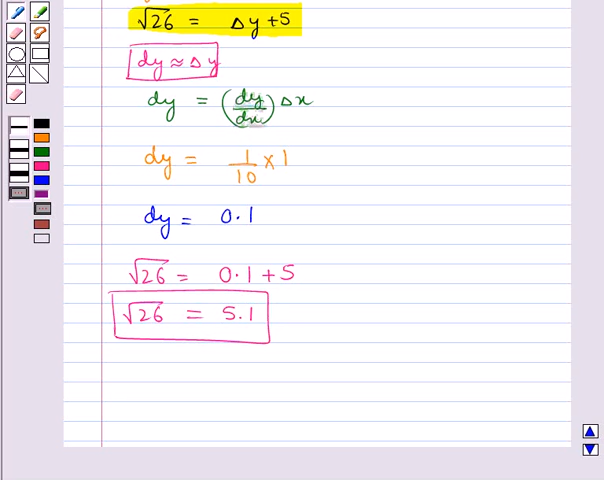 √26 = Δy + 5
dy ≈ Δy
dy = (dy/dx) Δx
dy = 1/10 × 1
dy = 0.1
√26 = 0.1 + 5
√26 = 5.1